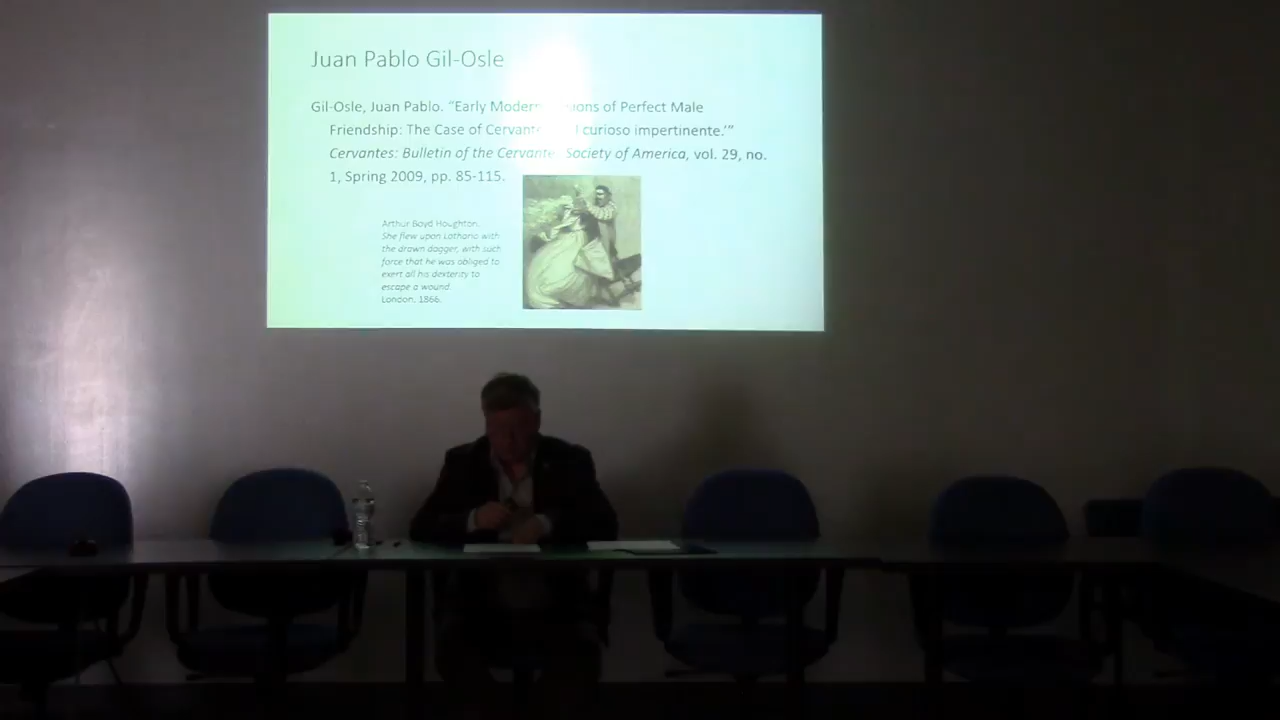 Juan Pablo Gil-Osle
Gil-Osle, Juan Pablo. “Early Modern of Perfect Male
Friendship: The Case of curioso impertinente.’”
Cervantes: Bulletin of the Society of America, vol. 29, no.
1, Spring 2009, pp. 85-115.
Arthur Boyd Houghton.
She flew upon Lothario with
the drawn dagger, with such
force that he was obliged to
exert all his dexterity to
escape a wound
London, 1866.